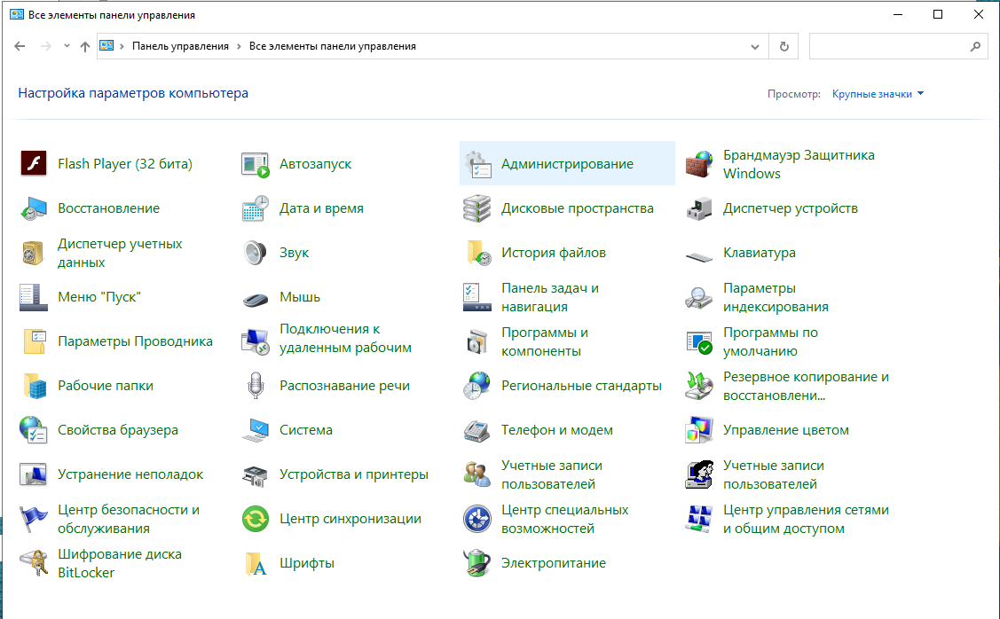 Все элементы панели управления
Панель управления
Все элементы панели управления
Настройка параметров компьютера
Просмотр:
Крупные значки
Flash Player (32 бита)
Автозапуск
Администрирование
Брандмауэр Защитника
Windows
Восстановление
Дата и время
Дисковые пространства
Диспетчер устройств
Диспетчер учетных
данных
Звук
История файлов
Клавиатура
Меню "Пуск"
Мышь
Панель задач и
навигация
Параметры
индексирования
Параметры Проводника
Подключения к
удаленным рабочим
Программы и
компоненты
Программы по
умолчанию
Рабочие папки
Распознавание речи
Региональные стандарты
Резервное копирование и
восстановлени...
Свойства браузера
Система
Телефон и модем
Управление цветом
Устранение неполадок
Устройства и принтеры
Учетные записи
пользователей
Учетные записи
пользователей
Центр безопасности и
обслуживания
Центр синхронизации
Центр специальных
возможностей
Центр управления сетями
и общим доступом
Шифрование диска
BitLocker
Шрифты
Электропитание